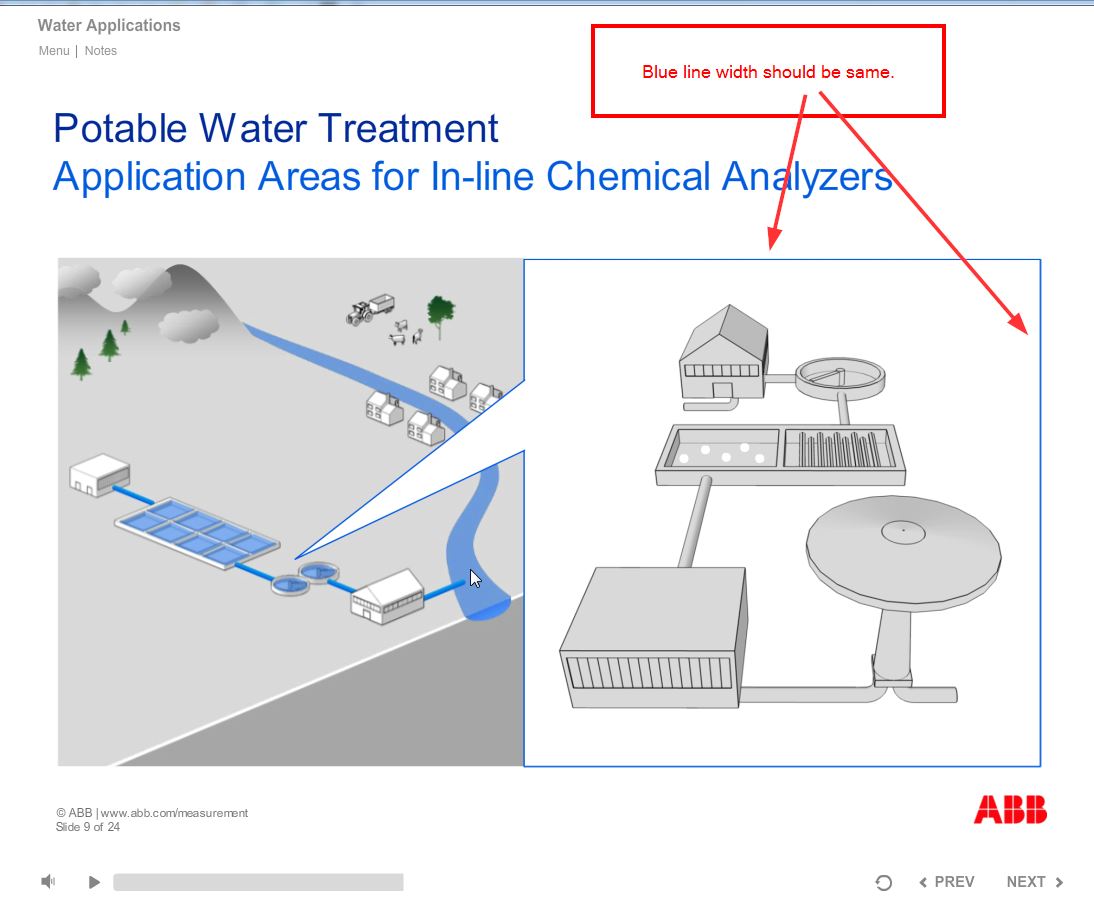 Water Applications
Menu | Notes
Blue line width should be same.
Potable Water Treatment
Application Areas for In-line Chemical Analyzers
© ABB | www.abb.com/measurement
Slide 9 of 24
ABB
PREV
NEXT